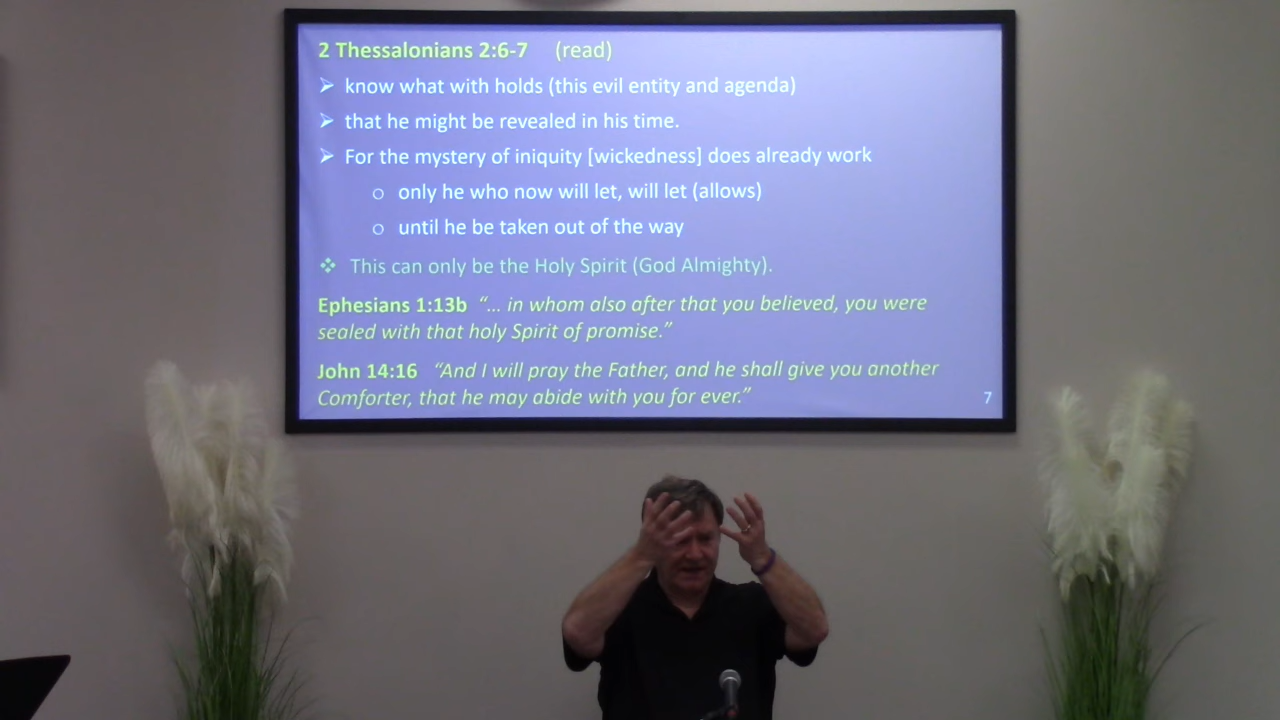 2 Thessalonians 2:6-7 (read)
➢ know what with holds (this evil entity and agenda)
➢ that he might be revealed in his time.
➢ For the mystery of iniquity [wickedness] does already work
o only he who now will let, will let (allows)
o until he be taken out of the way
❖ This can only be the Holy Spirit (God Almighty).
Ephesians 1:13b “... in whom also after that you believed, you were
sealed with that holy Spirit of promise.”
John 14:16 “And I will pray the Father, and he shall give you another
Comforter, that he may abide with you for ever.”
7